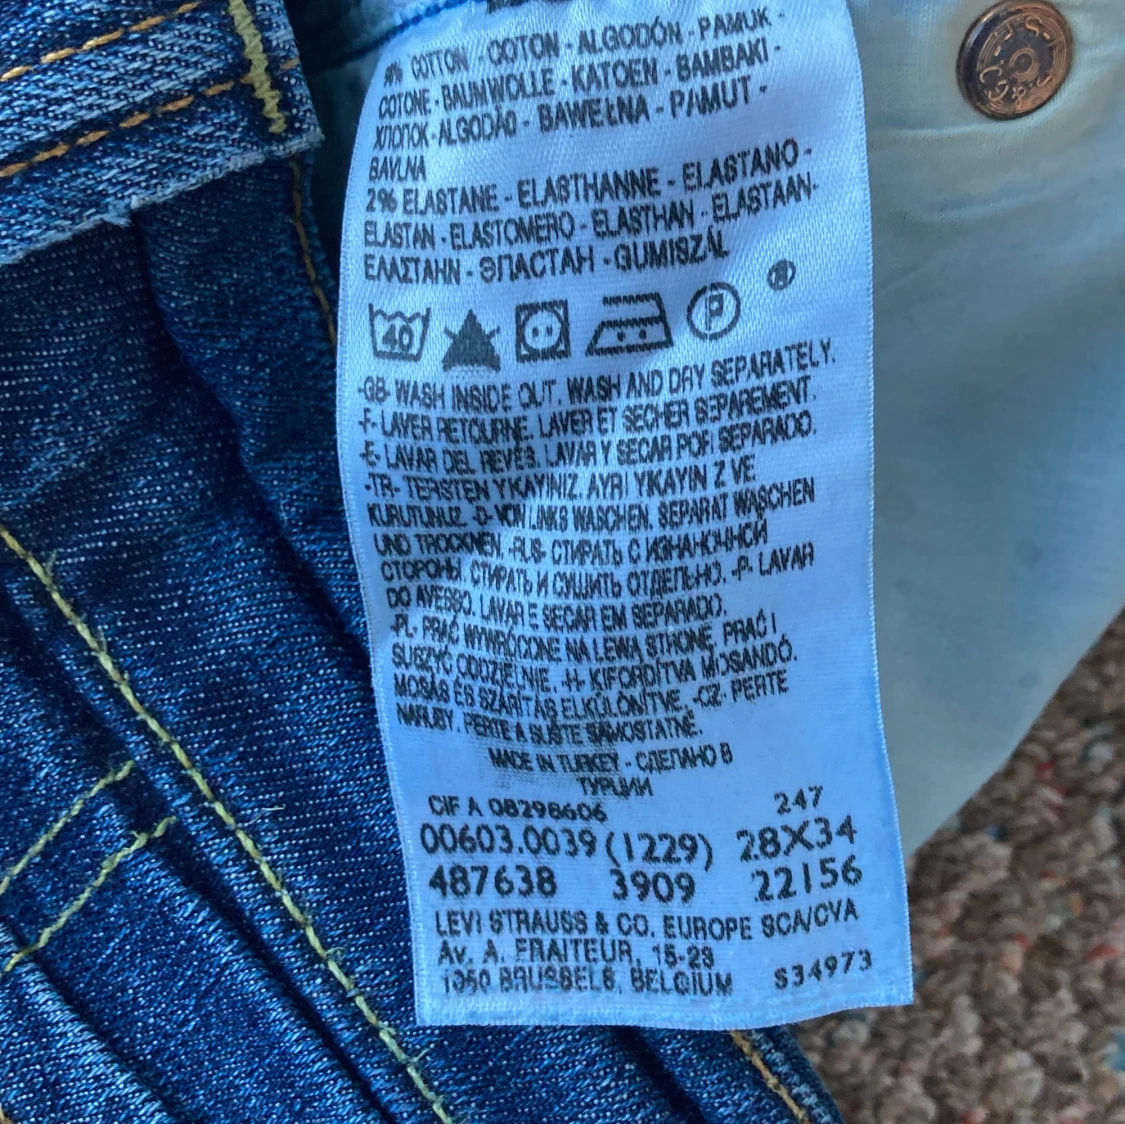 % COTTON - COTON - ALGODÓN - PAMUK -
COTONE - BAUMWOLLE - KATOEN - BAMBAKI -
ХЛОПОК - ALGODÃO - BAWEŁNA - PAMUT -
BAVLNA
2% ELASTANE - ELASTHANNE - ELASTANO -
ELASTAN - ELASTOMERO - ELASTHAN - ELASTAAN-
ΕΛΑΣΤΑΗΝ - ЭПАСТАН - GUMISZÁL
®
40 P
-GB- WASH INSIDE OUT. WASH AND DRY SEPARATELY.
-F- LAVER RETOURNE. LAVER ET SECHER SEPAREMENT.
-E- LAVAR DEL REVÉS. LAVAR Y SECAR POR SEPARADO.
-TR- TERSTEN YKAYINIZ. AYRI YKAYIN Z VE
KURUTUNUZ. -D- VON LINKS WASCHEN. SEPARAT WASCHEN
UND TROCKNEN. -RUS- СТИРАТЬ С ИЗНАНОЧНОЙ
СТОРОНЫ. СТИРАТЬ И СУШИТЬ ОТДЕЛЬНО. -P- LAVAR
DO AVESSO. LAVAR E SECAR EM SEPARADO.
-PL- PRAĆ WYWRÓCONE NA LEWĄ STRONĘ. PRAĆ I
SUSZYĆ ODDZIELNIE. -H- KIFORDÍTVA MOSANDÓ.
MOSÁS ÉS SZÁRÍTÁS ELKÜLÖNÍTVE. -CZ- PERTE
NARUBY. PERTE A SUŠTE SAMOSTATNĚ.
MADE IN TURKEY - СДЕЛАНО В
ТУРЦИИ
CIF A 08298606 247
00603.0039 (1229) 28X34
487638 3909 22156
LEVI STRAUSS & CO. EUROPE SCA/CVA
AV. A. FRAITEUR, 15-23
1050 BRUSSELS, BELGIUM S34973